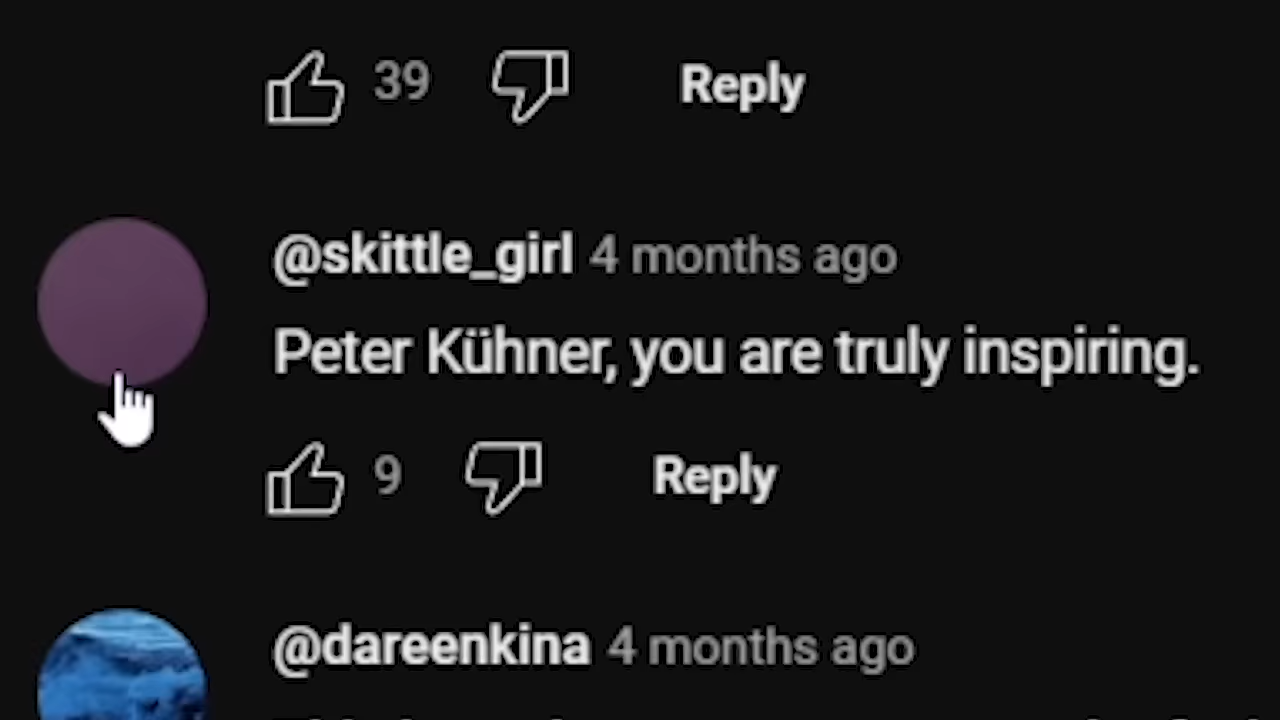 39 Reply
@skittle_girl 4 months ago
Peter Kühner, you are truly inspiring.
9 Reply
@dareenkina 4 months ago